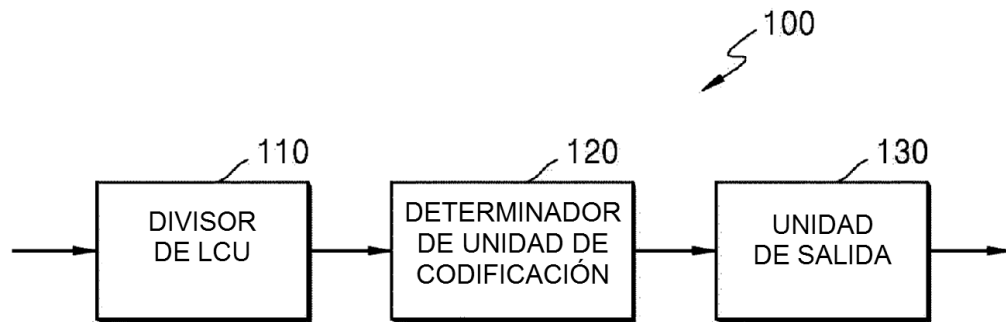 100
110
120
130
DIVISOR
DE LCU
DETERMINADOR
DE UNIDAD DE
CODIFICACIÓN
UNIDAD
DE SALIDA